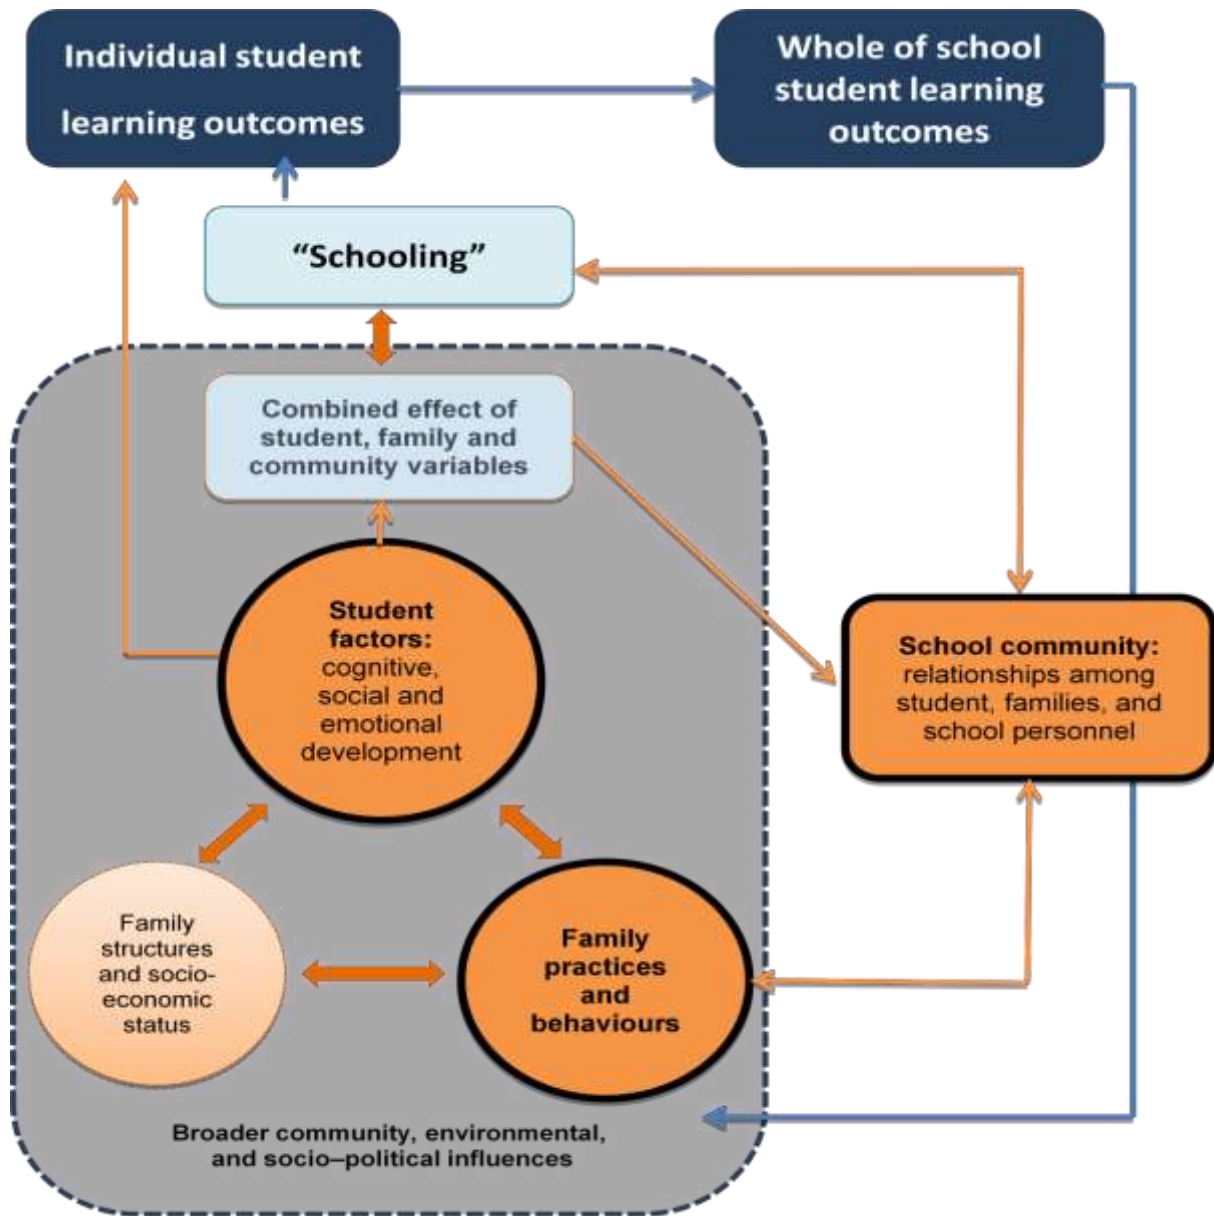 Individual student
learning outcomes
Whole of school
student learning
outcomes
“Schooling”
Combined effect of
student, family and
community variables
Student
factors:
cognitive,
social and
emotional
development
School community:
relationships among
student, families, and
school personnel
Family
structures
and socio-
economic
status
Family
practices
and
behaviours
Broader community, environmental,
and socio–political influences